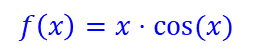 f(x) = x · cos(x)